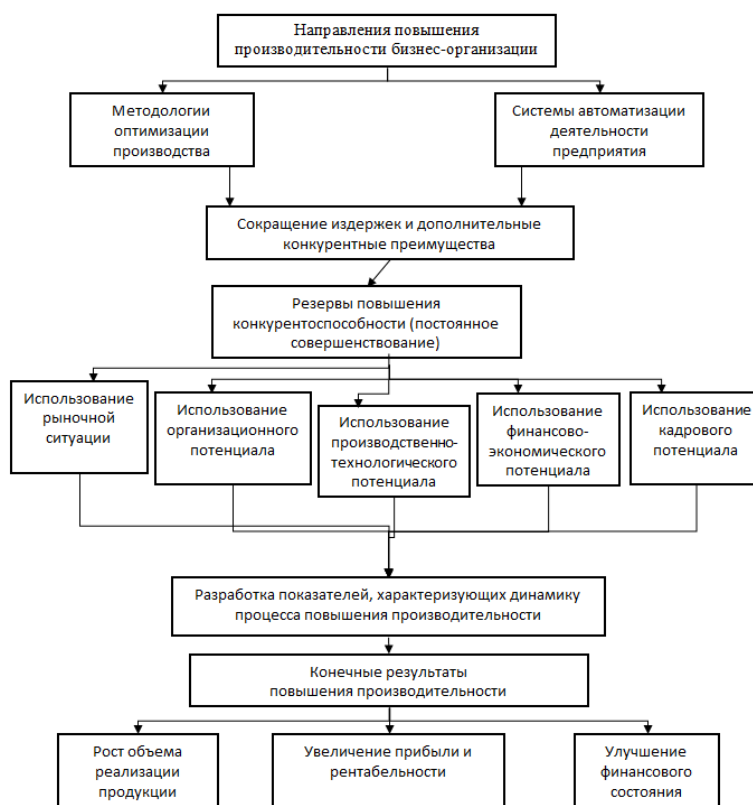 Направления повышения
производительности бизнес-организации
Методологии
оптимизации
производства
Системы автоматизации
деятельности
предприятия
Сокращение издержек и дополнительные
конкурентные преимущества
Резервы повышения
конкурентоспособности (постоянное
совершенствование)
Использование
рыночной
ситуации
Использование
организационного
потенциала
Использование
производственно-
технологического
потенциала
Использование
финансово-
экономического
потенциала
Использование
кадрового
потенциала
Разработка показателей, характеризующих динамику
процесса повышения производительности
Конечные результаты
повышения производительности
Рост объема
реализации
продукции
Увеличение прибыли и
рентабельности
Улучшение
финансового
состояния